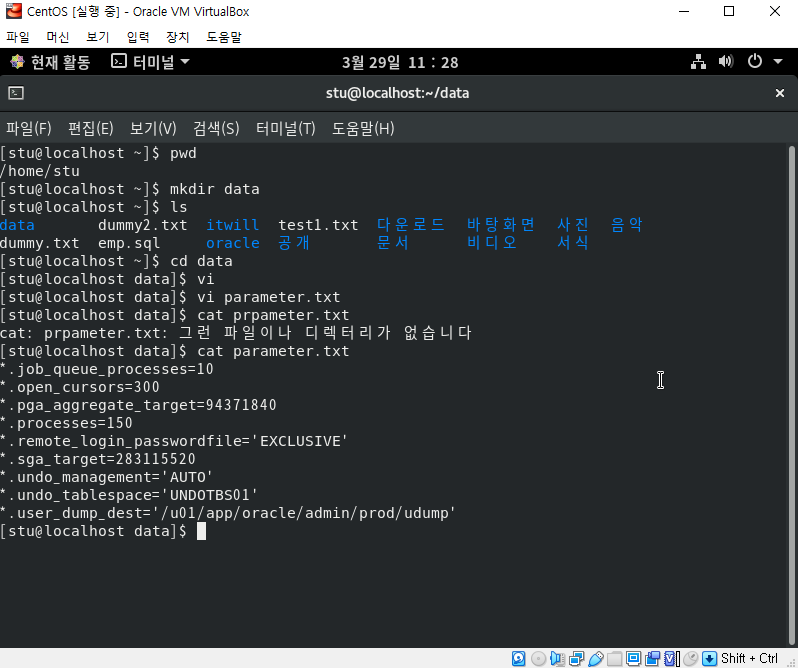 CentOS [실행 중] - Oracle VM VirtualBox
파일 머신 보기 입력 장치 도움말
현재 활동 터미널 3월 29일 11 : 28
stu@localhost:~/data
파일(F) 편집(E) 보기(V) 검색(S) 터미널(T) 도움말(H)
[stu@localhost ~]$ pwd
/home/stu
[stu@localhost ~]$ mkdir data
[stu@localhost ~]$ ls
data dummy2.txt itwill test1.txt 다운로드 바탕화면 사진 음악
dummy.txt emp.sql oracle 공개 문서 비디오 서식
[stu@localhost ~]$ cd data
[stu@localhost data]$ vi
[stu@localhost data]$ vi parameter.txt
[stu@localhost data]$ cat prpameter.txt
cat: prpameter.txt: 그런 파일이나 디렉터리가 없습니다
[stu@localhost data]$ cat parameter.txt
*.job_queue_processes=10
*.open_cursors=300
*.pga_aggregate_target=94371840
*.processes=150
*.remote_login_passwordfile='EXCLUSIVE'
*.sga_target=283115520
*.undo_management='AUTO'
*.undo_tablespace='UNDOTBS01'
*.user_dump_dest='/u01/app/oracle/admin/prod/udump'
[stu@localhost data]$
Shift + Ctrl